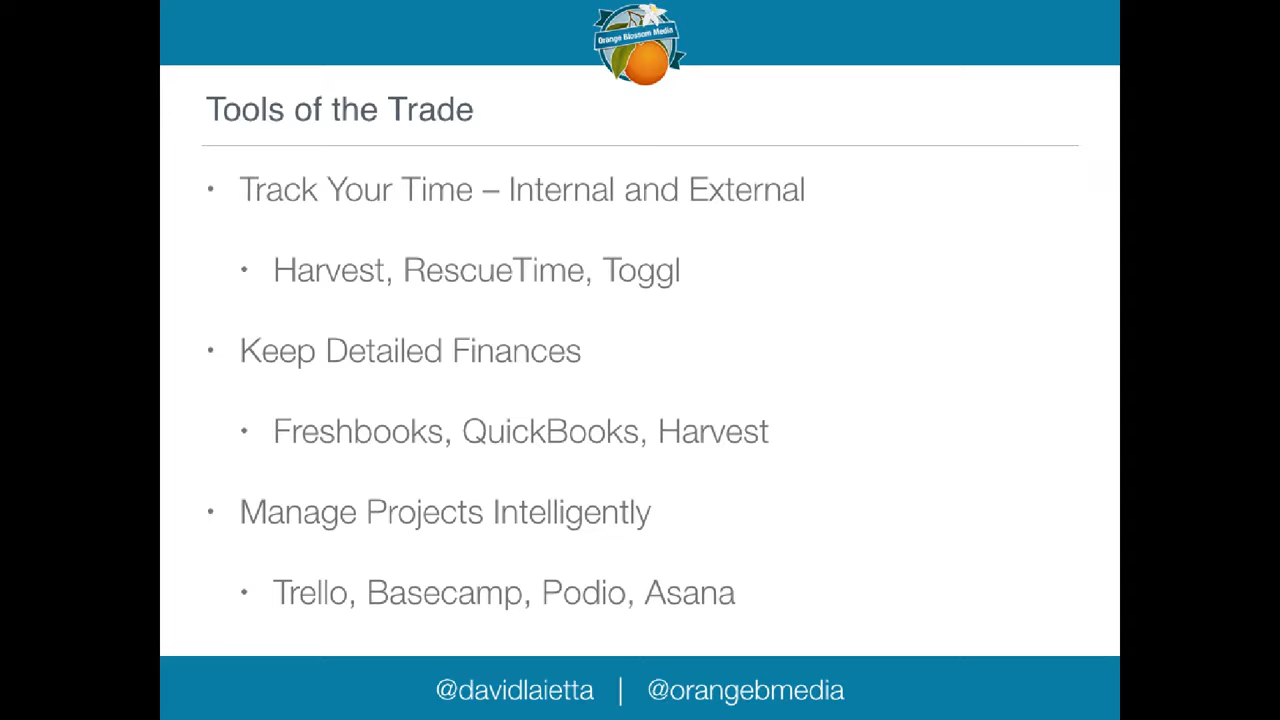 Orange Blossom Media
Tools of the Trade
• Track Your Time – Internal and External
• Harvest, RescueTime, Toggl
• Keep Detailed Finances
• Freshbooks, QuickBooks, Harvest
• Manage Projects Intelligently
• Trello, Basecamp, Podio, Asana
@davidlaietta | @orangebmedia